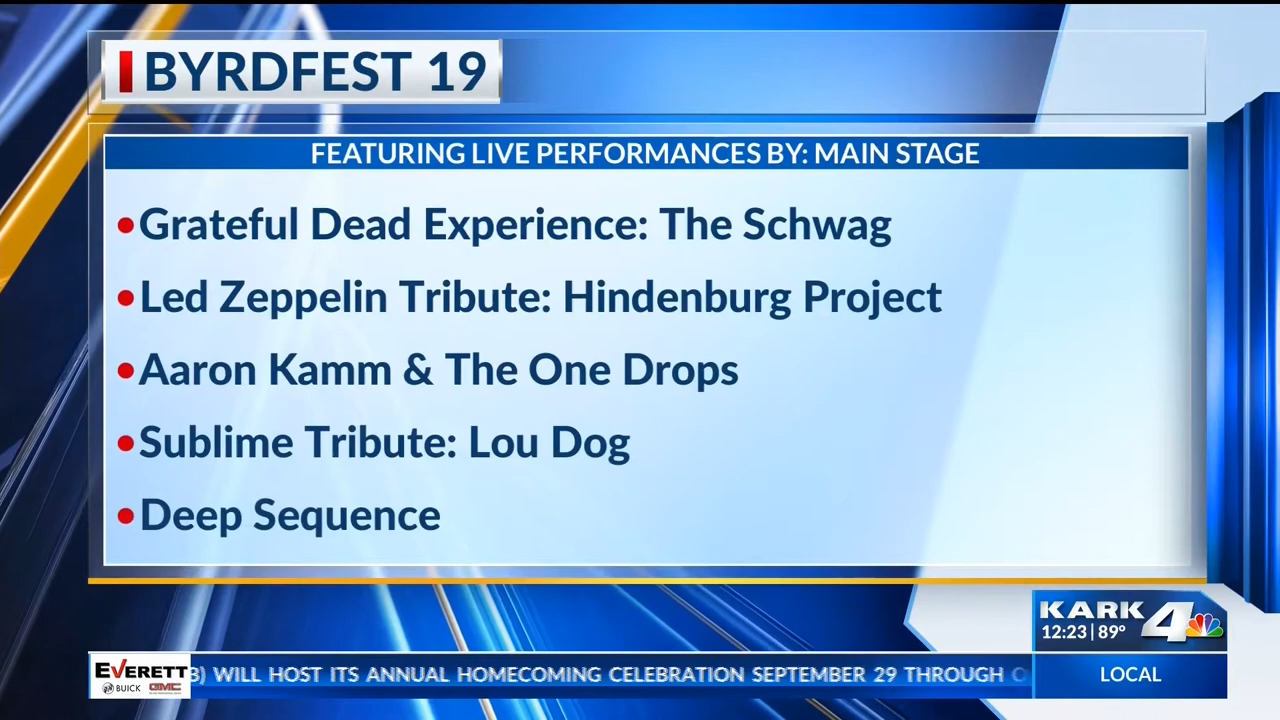 BYRDFEST 19
FEATURING LIVE PERFORMANCES BY: MAIN STAGE
•Grateful Dead Experience: The Schwag
•Led Zeppelin Tribute: Hindenburg Project
•Aaron Kamm & The One Drops
•Sublime Tribute: Lou Dog
•Deep Sequence
KARK 4
12:23 | 89°
EVERETT
BUICK GMC
) WILL HOST ITS ANNUAL HOMECOMING CELEBRATION SEPTEMBER 29 THROUGH
LOCAL